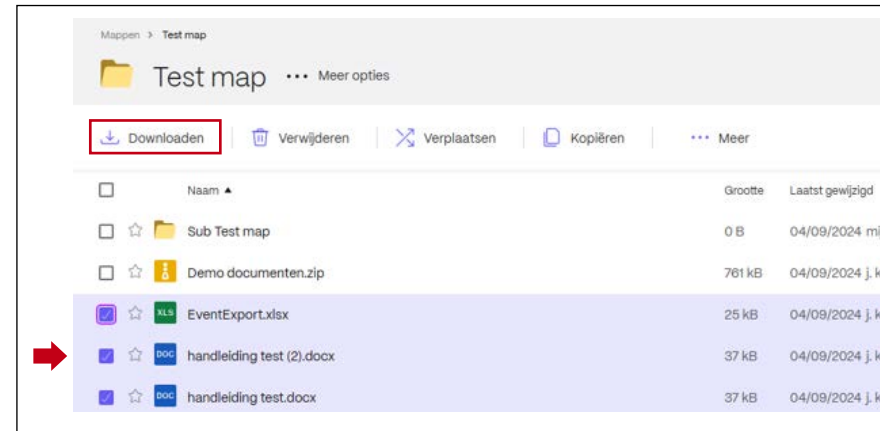 Mappen > Test map
Test map ••• Meer opties
Downloaden Verwijderen Verplaatsen Kopiëren ••• Meer
Naam ▲ Grootte Laatst gewijzigd
Sub Test map 0 B 04/09/2024
Demo documenten.zip 761 kB 04/09/2024 j.
XLS EventExport.xlsx 25 kB 04/09/2024 j.
DOC handleiding test (2).docx 37 kB 04/09/2024 j.
DOC handleiding test.docx 37 kB 04/09/2024 j.